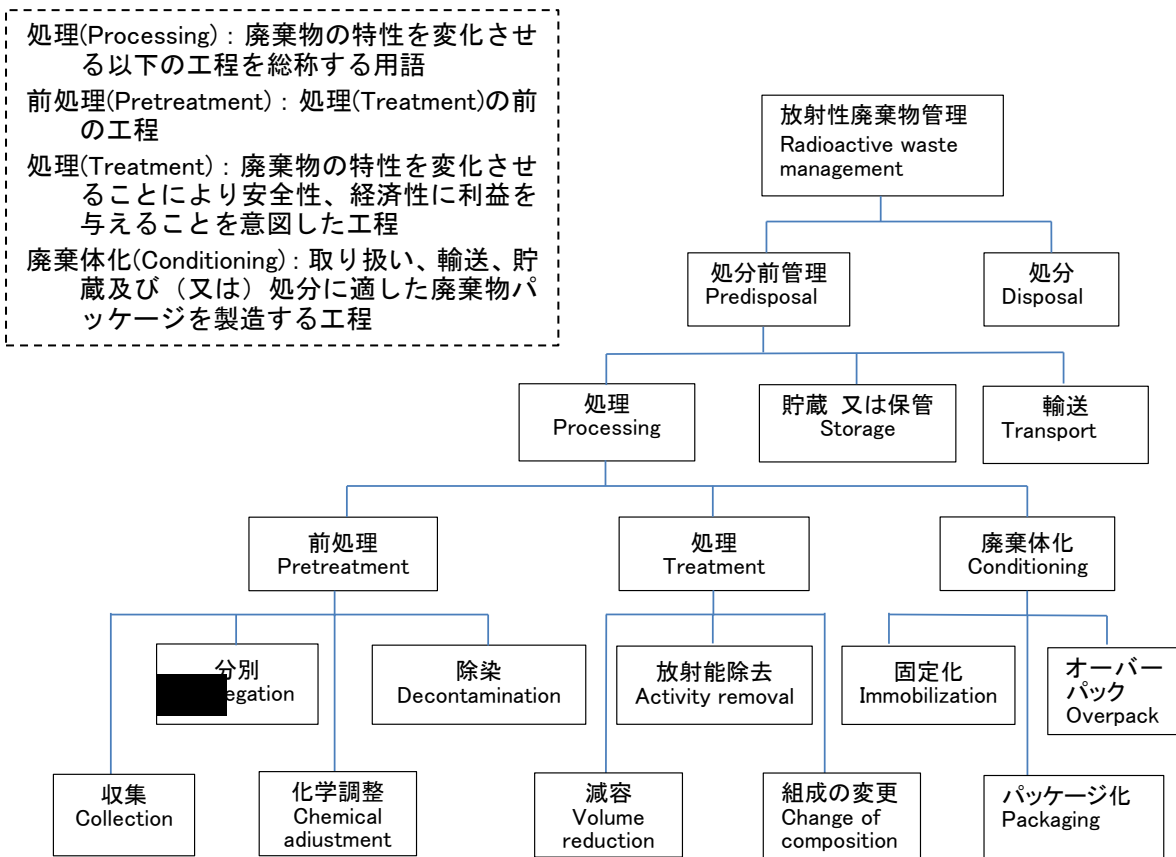 処理(Processing)：廃棄物の特性を変化させ
る以下の工程を総称する用語
前処理(Pretreatment)：処理(Treatment)の前
の工程
処理(Treatment)：廃棄物の特性を変化させ
ることにより安全性、経済性に利益を
与えることを意図した工程
廃棄体化(Conditioning)：取り扱い、輸送、貯
蔵及び（又は）処分に適した廃棄物パ
ッケージを製造する工程
放射性廃棄物管理
Radioactive waste
management
処分前管理
Predisposal
処分
Disposal
処理
Processing
貯蔵 又は保管
Storage
輸送
Transport
前処理
Pretreatment
処理
Treatment
廃棄体化
Conditioning
分別
除染
Decontamination
放射能除去
Activity removal
固定化
Immobilization
オーバー
パック
Overpack
収集
Collection
化学調整
Chemical
adiustment
減容
Volume
reduction
組成の変更
Change of
composition
パッケージ化
Packaging